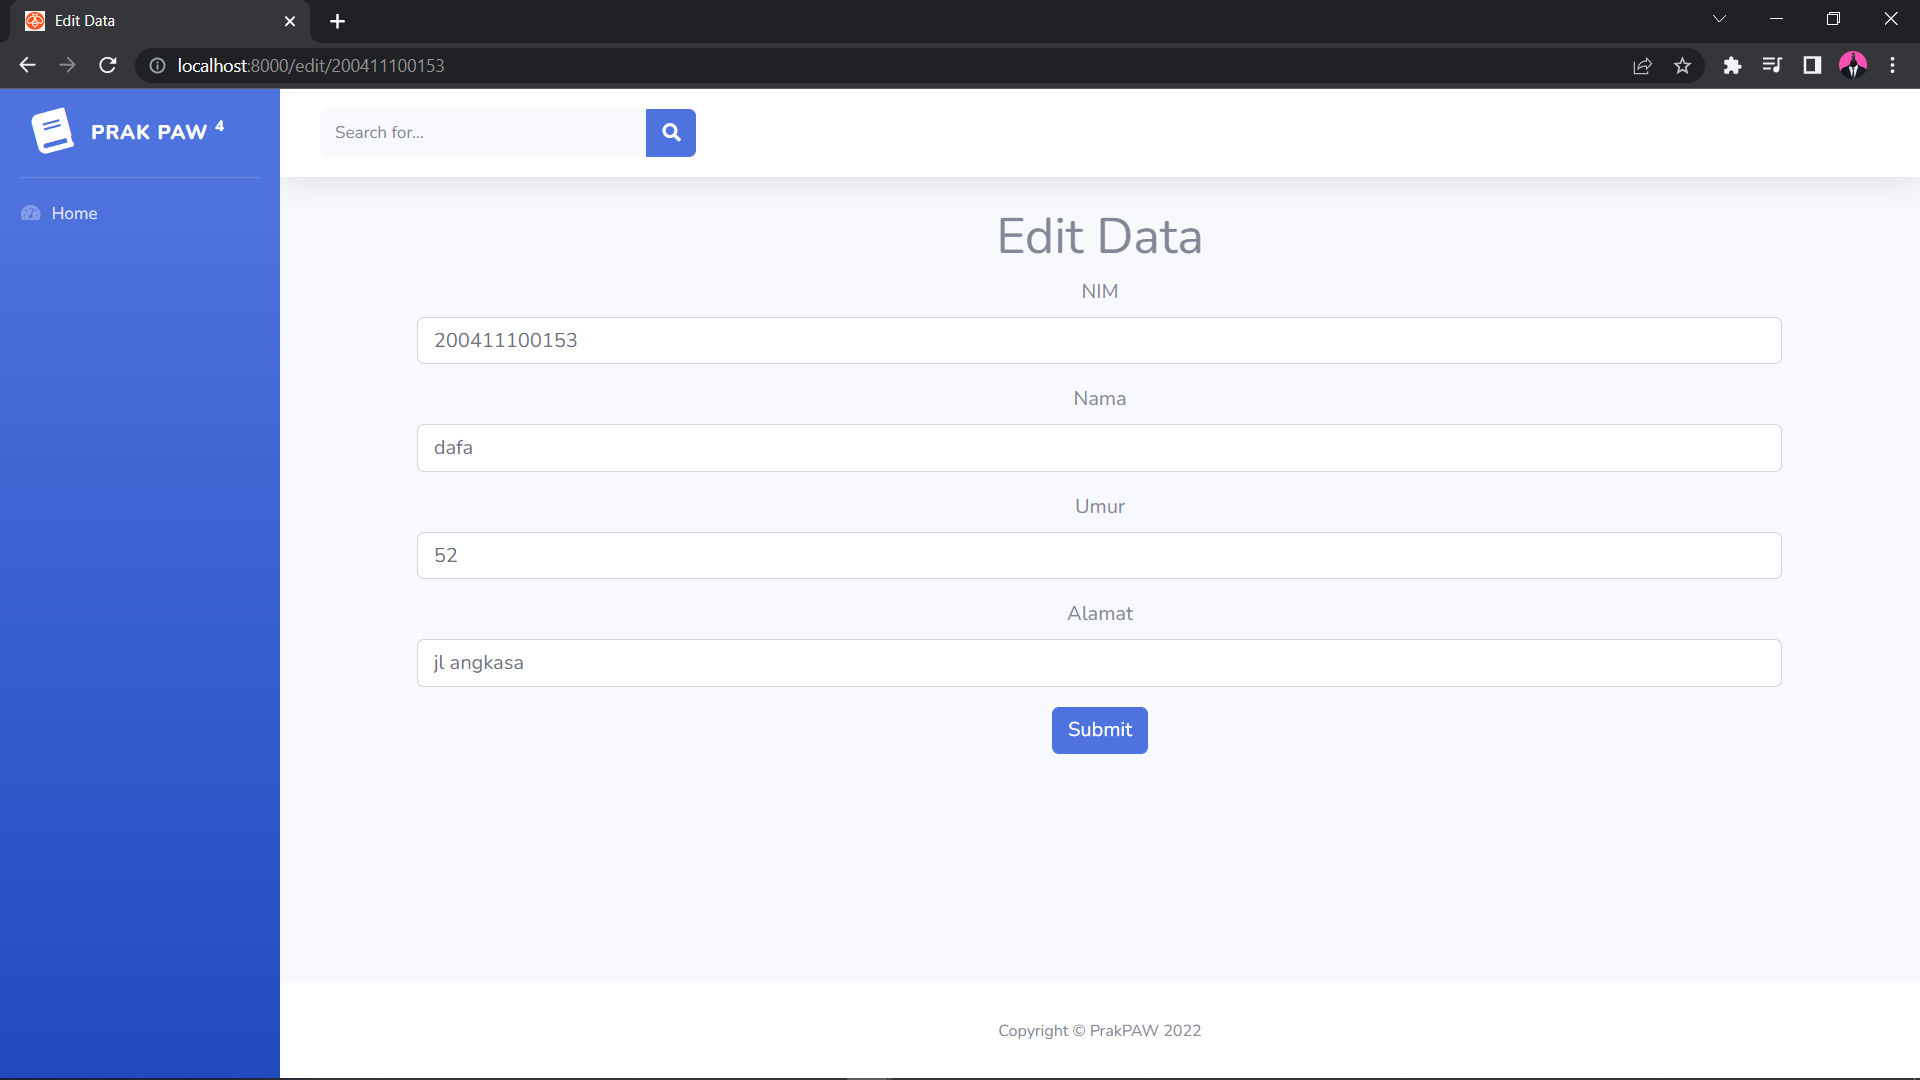 Edit Data
localhost:8000/edit/200411100153
PRAK PAW 4
Search for...
Home
Edit Data
NIM
200411100153
Nama
dafa
Umur
52
Alamat
jl angkasa
Submit
Copyright © PrakPAW 2022